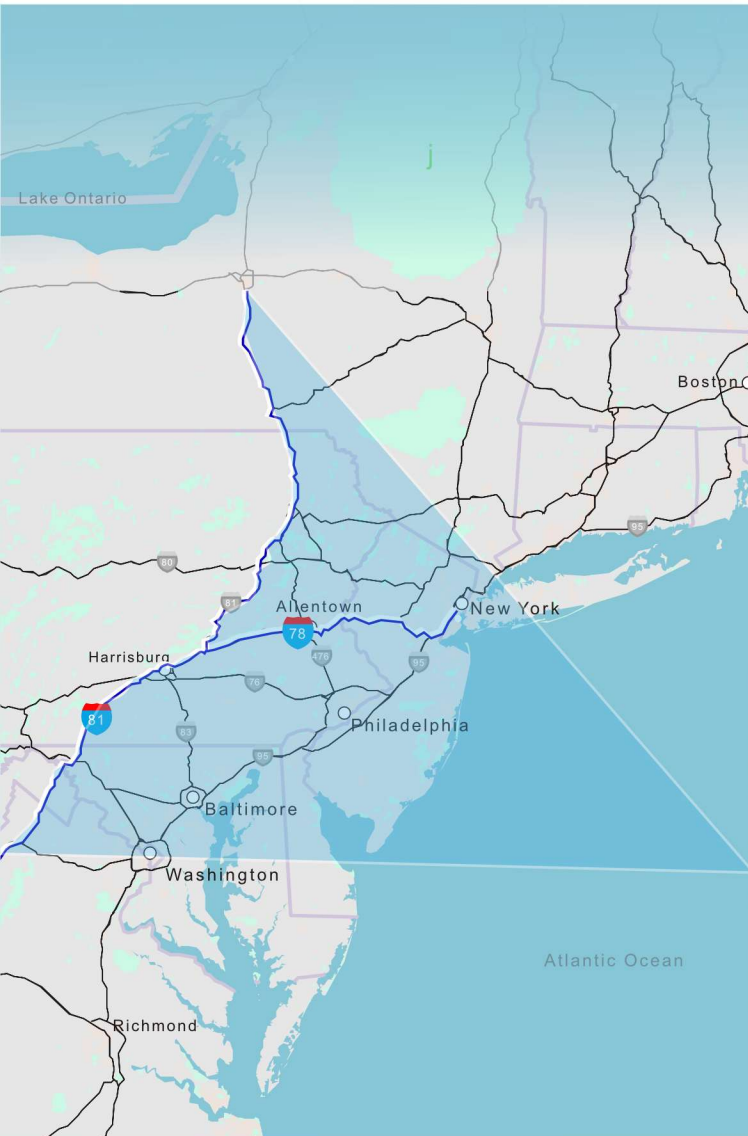 j
Lake Ontario
Boston
95
80
81
Allentown
New York
78
Harrisburg
476
95
76
81
Philadelphia
83
95
Baltimore
Washington
Atlantic Ocean
Richmond